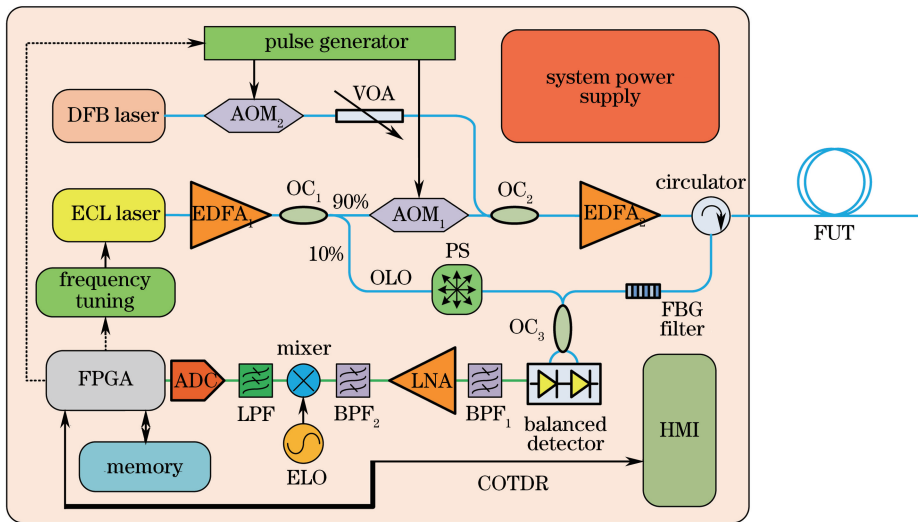 pulse generator
system power
supply
VOA
DFB laser
AOM₂
circulator
ECL laser
EDFA₁
OC₁
90%
AOM₁
OC₂
EDFA₂
FUT
10%
PS
frequency
tuning
OLO
FBG
filter
OC₃
mixer
FPGA
ADC
LNA
LPF
BPF₂
BPF₁
balanced
detector
HMI
memory
ELO
COTDR